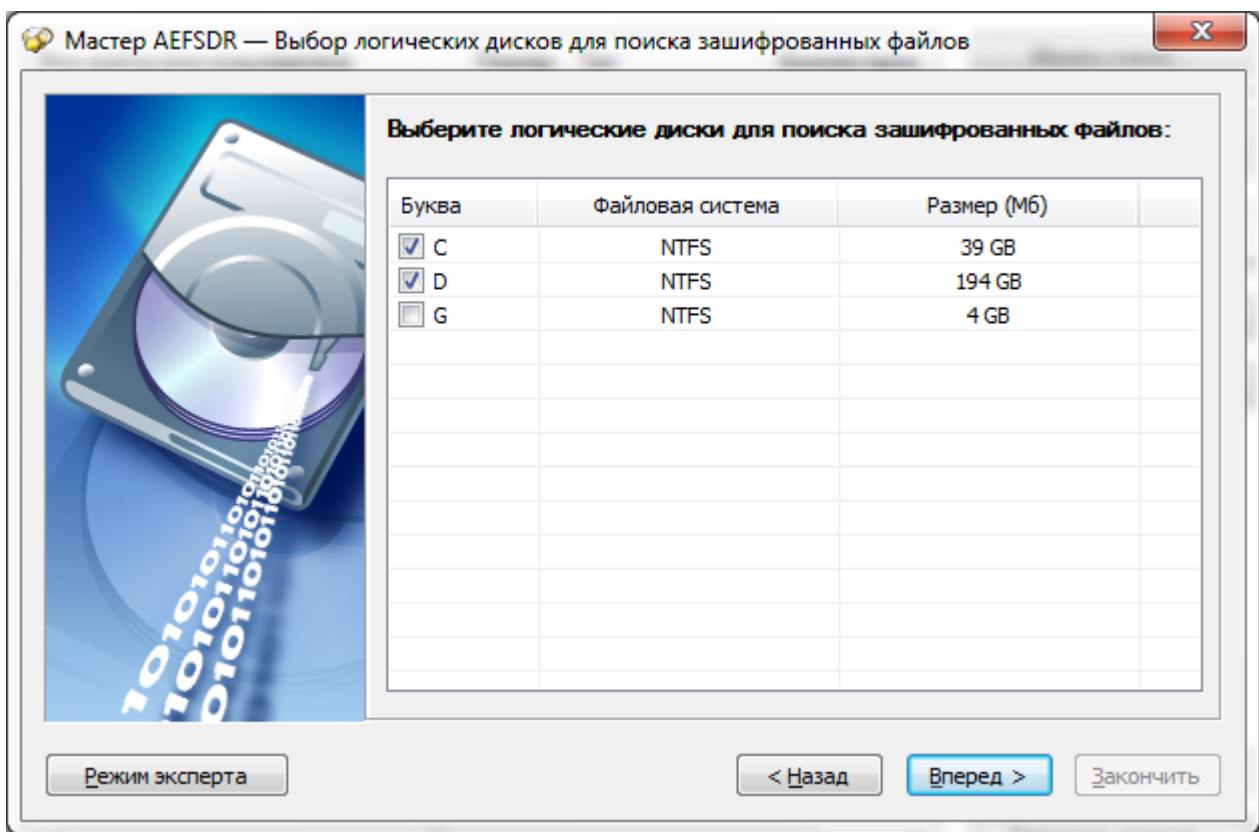 Мастер AEFSDR — Выбор логических дисков для поиска зашифрованных файлов
Выберите логические диски для поиска зашифрованных файлов:
Буква Файловая система Размер (Мб)
C NTFS 39 GB
D NTFS 194 GB
G NTFS 4 GB
Режим эксперта < Назад Вперед > Закончить